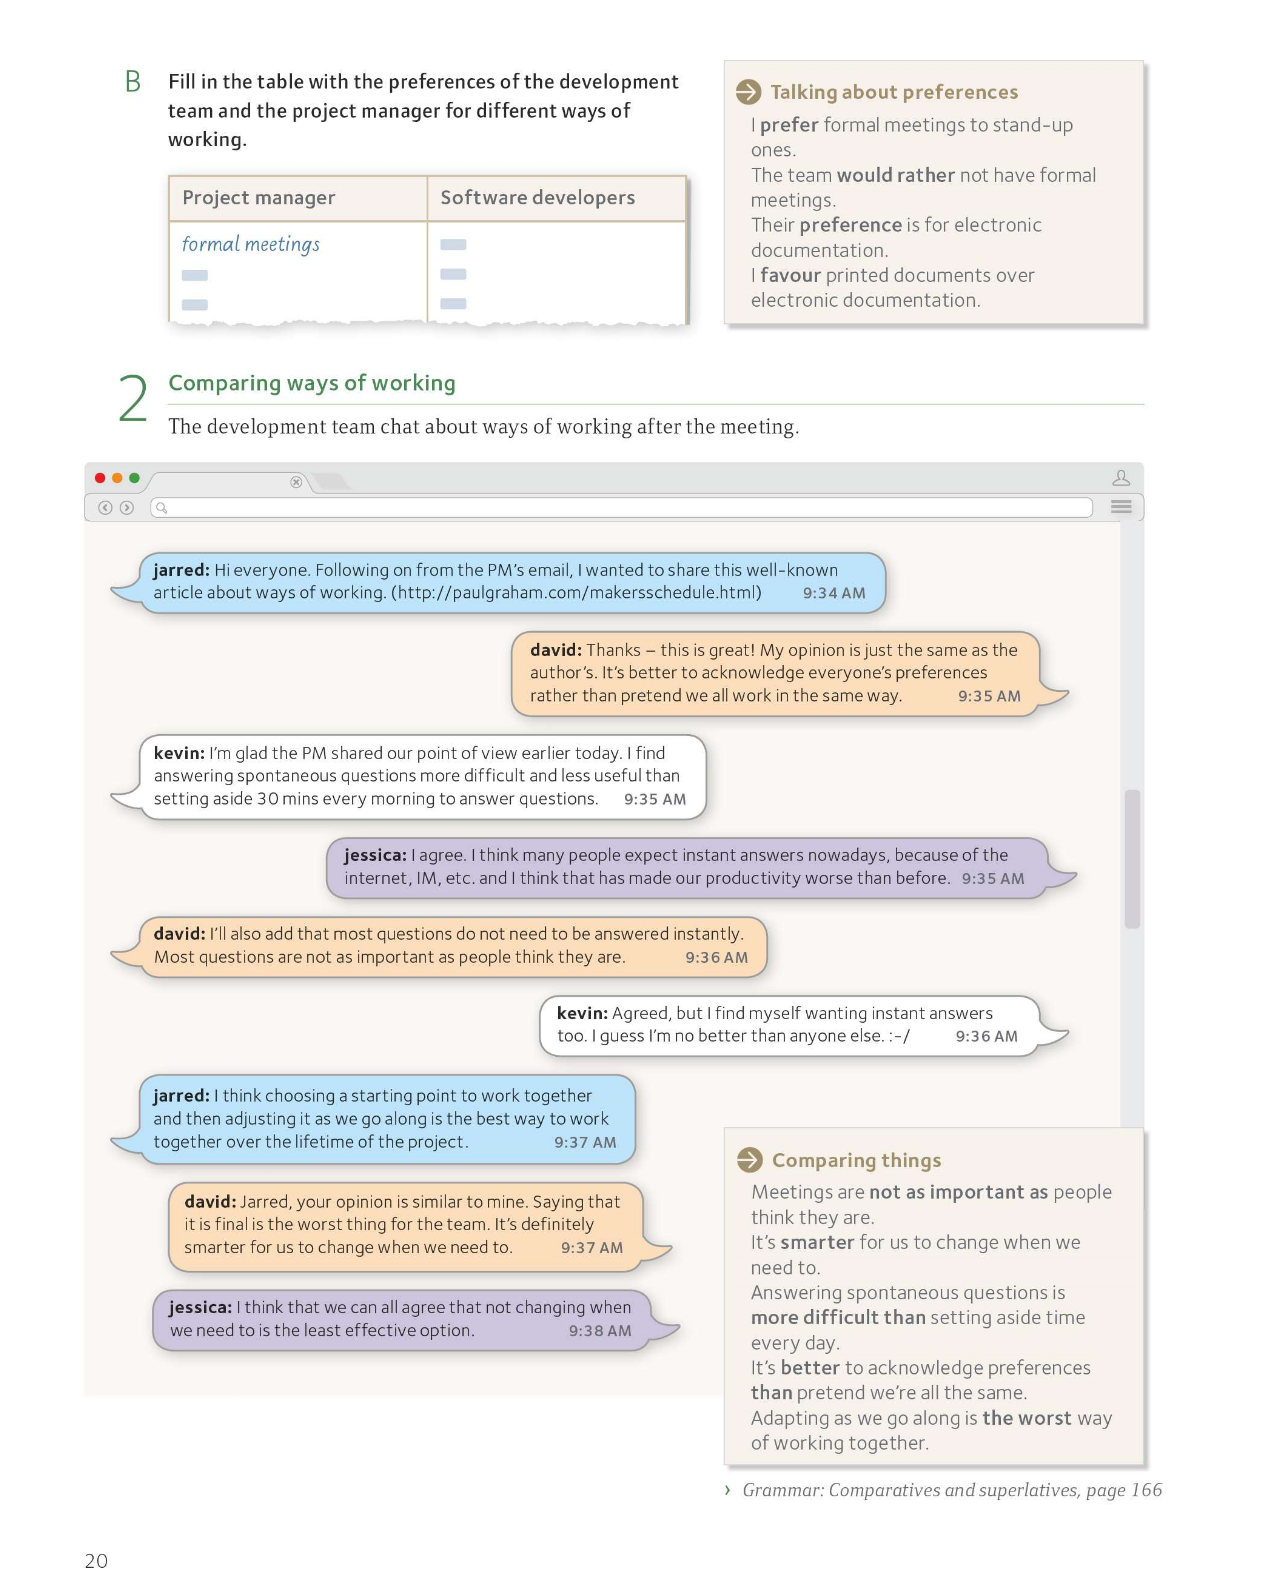 B Fill in the table with the preferences of the development
team and the project manager for different ways of
working.
Project manager
Software developers
formal meetings
Talking about preferences
I prefer formal meetings to stand-up
ones.
The team would rather not have formal
meetings.
Their preference is for electronic
documentation.
I favour printed documents over
electronic documentation.
2 Comparing ways of working
The development team chat about ways of working after the meeting.
jarred: Hi everyone. Following on from the PM's email, I wanted to share this well-known
article about ways of working. (http://paulgraham.com/makersschedule.html) 9:34 AM
david: Thanks – this is great! My opinion is just the same as the
author's. It's better to acknowledge everyone's preferences
rather than pretend we all work in the same way. 9:35 AM
kevin: I'm glad the PM shared our point of view earlier today. I find
answering spontaneous questions more difficult and less useful than
setting aside 30 mins every morning to answer questions. 9:35 AM
jessica: I agree. I think many people expect instant answers nowadays, because of the
internet, IM, etc. and I think that has made our productivity worse than before. 9:35 AM
david: I'll also add that most questions do not need to be answered instantly.
Most questions are not as important as people think they are. 9:36 AM
kevin: Agreed, but I find myself wanting instant answers
too. I guess I'm no better than anyone else. :-/ 9:36 AM
jarred: I think choosing a starting point to work together
and then adjusting it as we go along is the best way to work
together over the lifetime of the project. 9:37 AM
david: Jarred, your opinion is similar to mine. Saying that
it is final is the worst thing for the team. It's definitely
smarter for us to change when we need to. 9:37 AM
jessica: I think that we can all agree that not changing when
we need to is the least effective option. 9:38 AM
Comparing things
Meetings are not as important as people
think they are.
It's smarter for us to change when we
need to.
Answering spontaneous questions is
more difficult than setting aside time
every day.
It's better to acknowledge preferences
than pretend we're all the same.
Adapting as we go along is the worst way
of working together.
› Grammar: Comparatives and superlatives, page 166
20